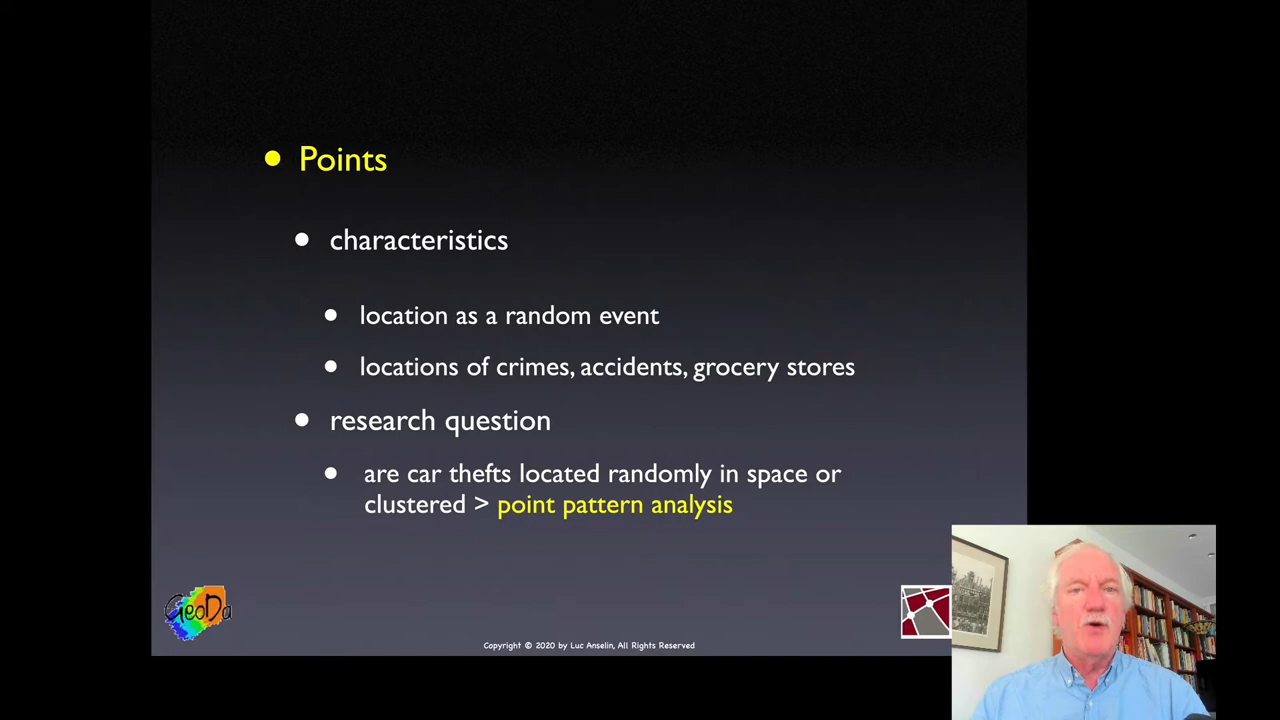 Points
characteristics
location as a random event
locations of crimes, accidents, grocery stores
research question
are car thefts located randomly in space or
clustered > point pattern analysis
GeoDa
Copyright © 2020 by Luc Anselin, All Rights Reserved